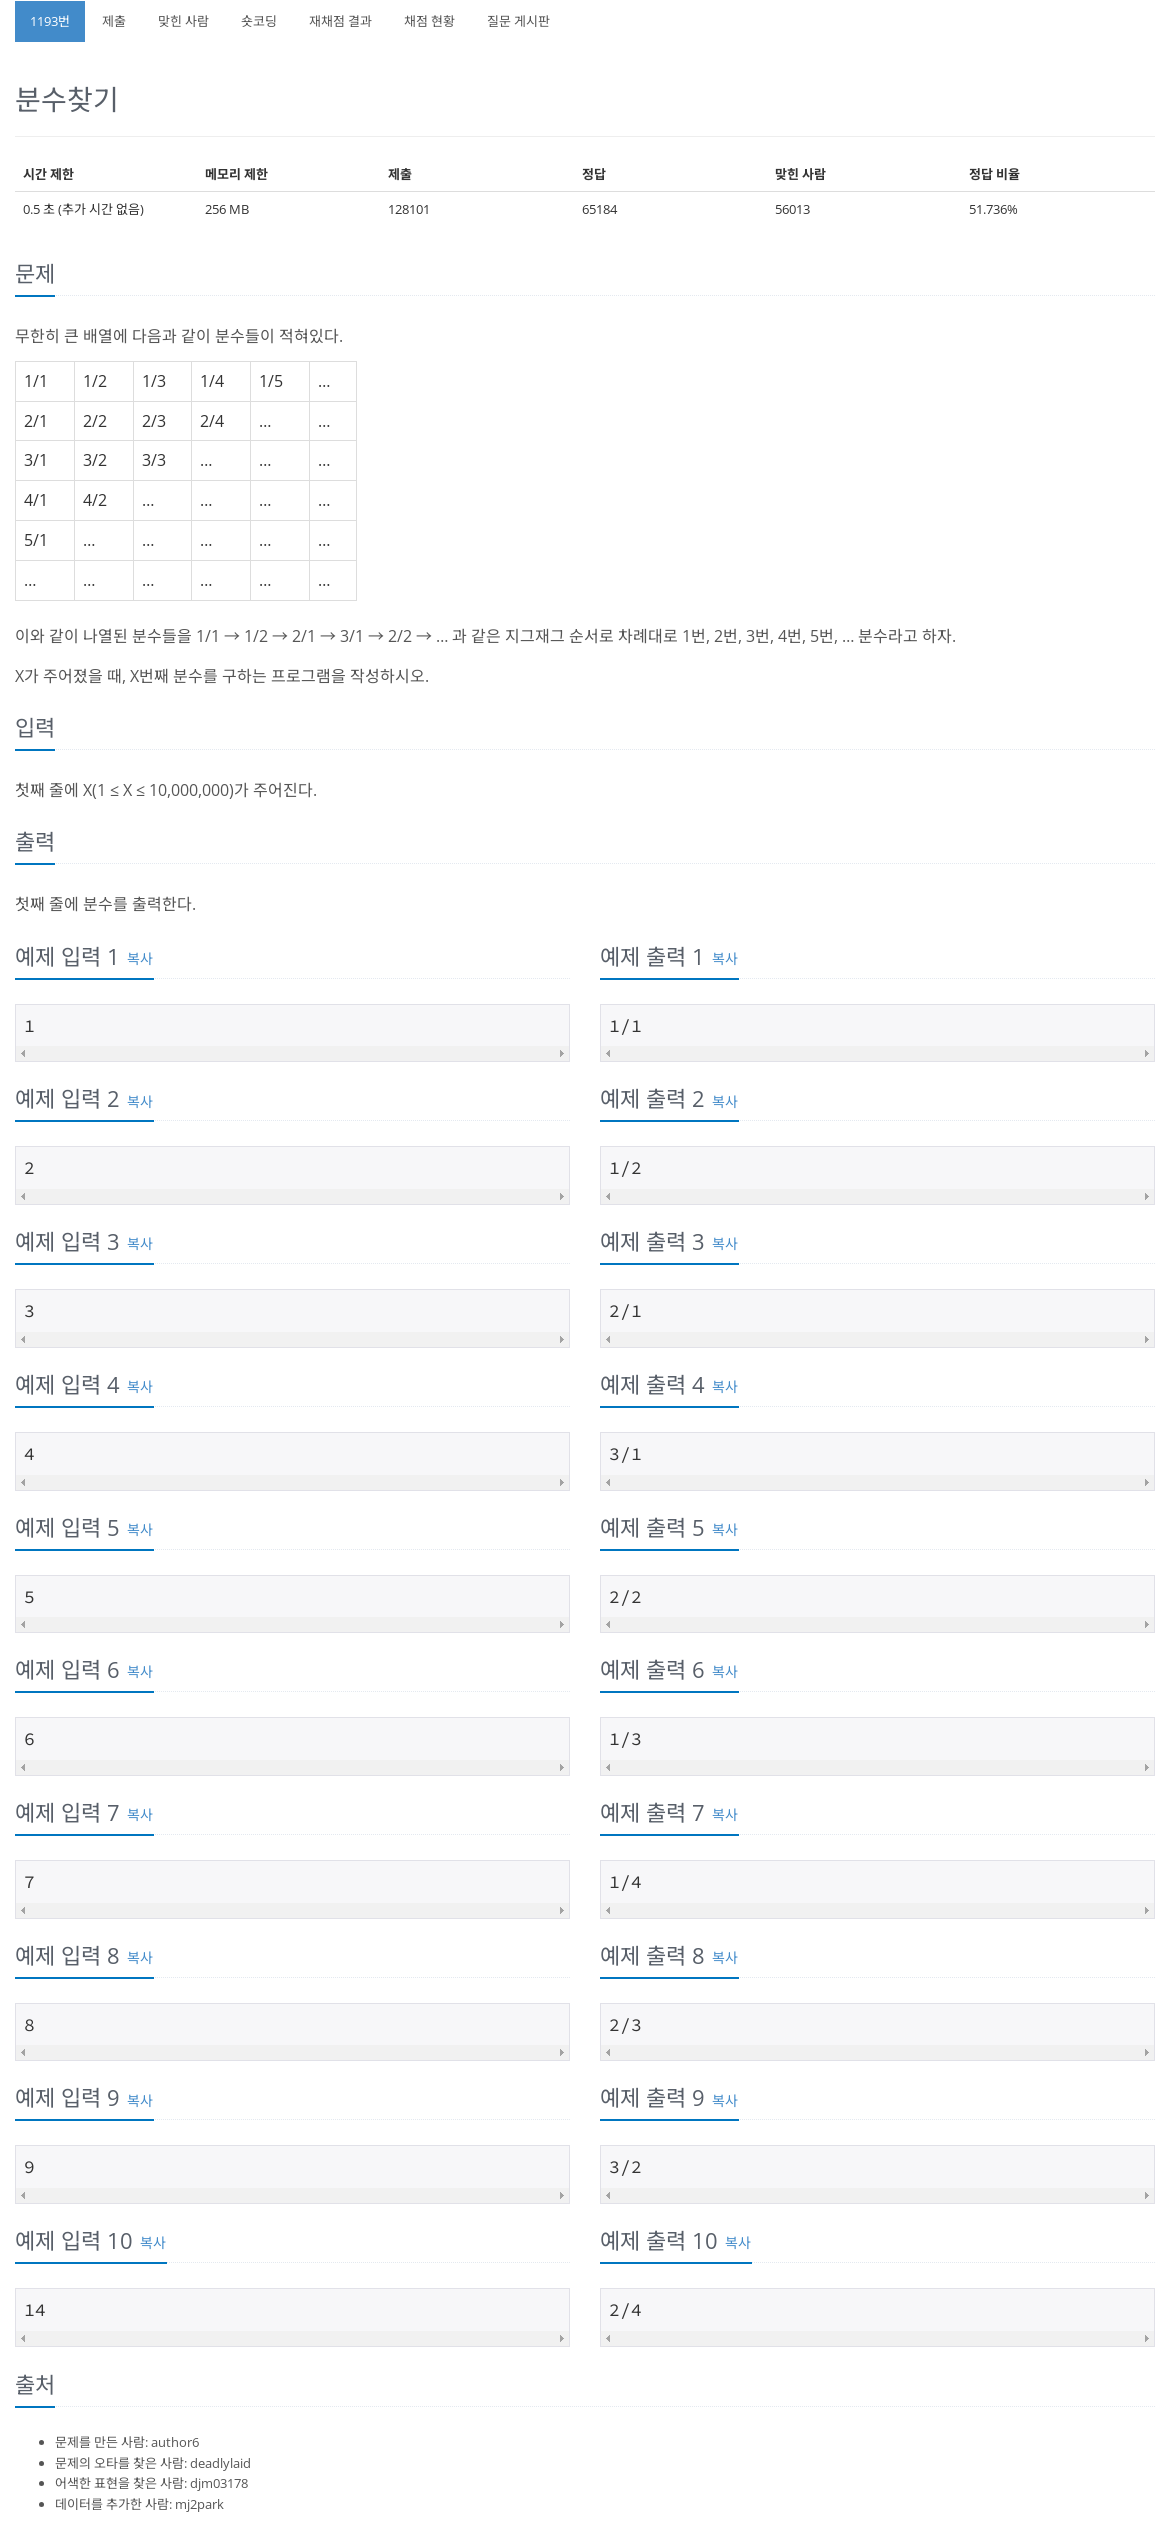 1193번 제출 맞힌 사람 숏코딩 재채점 결과 채점 현황 질문 게시판
분수찾기
시간 제한 메모리 제한 제출 정답 맞힌 사람 정답 비율
0.5 초 (추가 시간 없음) 256 MB 128101 65184 56013 51.736%
문제
무한히 큰 배열에 다음과 같이 분수들이 적혀있다.
1/1 1/2 1/3 1/4 1/5 …
2/1 2/2 2/3 2/4 … …
3/1 3/2 3/3 … … …
4/1 4/2 … … … …
5/1 … … … … …
… … … … … …
이와 같이 나열된 분수들을 1/1 → 1/2 → 2/1 → 3/1 → 2/2 → … 과 같은 지그재그 순서로 차례대로 1번, 2번, 3번, 4번, 5번, … 분수라고 하자.
X가 주어졌을 때, X번째 분수를 구하는 프로그램을 작성하시오.
입력
첫째 줄에 X(1 ≤ X ≤ 10,000,000)가 주어진다.
출력
첫째 줄에 분수를 출력한다.
예제 입력 1 복사 예제 출력 1 복사
1 1/1
예제 입력 2 복사 예제 출력 2 복사
2 1/2
예제 입력 3 복사 예제 출력 3 복사
3 2/1
예제 입력 4 복사 예제 출력 4 복사
4 3/1
예제 입력 5 복사 예제 출력 5 복사
5 2/2
예제 입력 6 복사 예제 출력 6 복사
6 1/3
예제 입력 7 복사 예제 출력 7 복사
7 1/4
예제 입력 8 복사 예제 출력 8 복사
8 2/3
예제 입력 9 복사 예제 출력 9 복사
9 3/2
예제 입력 10 복사 예제 출력 10 복사
14 2/4
출처
• 문제를 만든 사람: author6
• 문제의 오타를 찾은 사람: deadlylaid
• 어색한 표현을 찾은 사람: djm03178
• 데이터를 추가한 사람: mj2park